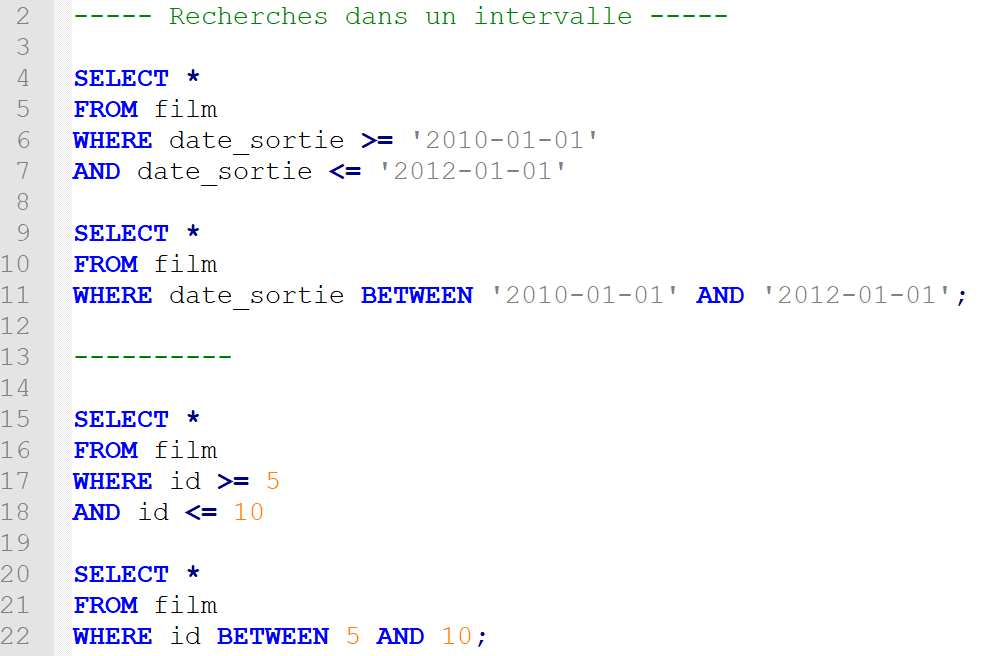 2 ----- Recherches dans un intervalle -----
3
4 SELECT *
5 FROM film
6 WHERE date_sortie >= '2010-01-01'
7 AND date_sortie <= '2012-01-01'
8
9 SELECT *
10 FROM film
11 WHERE date_sortie BETWEEN '2010-01-01' AND '2012-01-01';
12
13 ----------
14
15 SELECT *
16 FROM film
17 WHERE id >= 5
18 AND id <= 10
19
20 SELECT *
21 FROM film
22 WHERE id BETWEEN 5 AND 10;